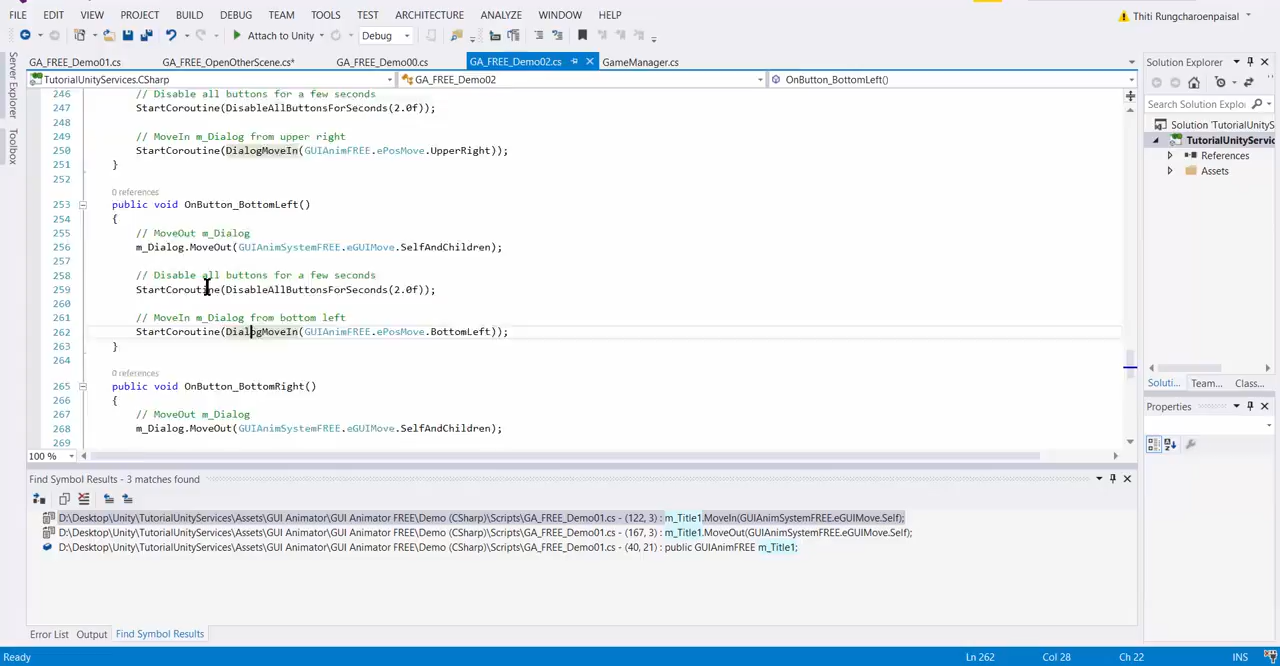 FILE EDIT VIEW PROJECT BUILD DEBUG TEAM TOOLS TEST ARCHITECTURE ANALYZE WINDOW HELP Thiti Rungcharoenpaisal
Attach to Unity Debug
Server Explorer
Toolbox
GA_FREE_Demo01.cs GA_FREE_OpenOtherScene.cs* GA_FREE_Demo00.cs GA_FREE_Demo02.cs GameManager.cs
TutorialUnityServices.CSharp GA_FREE_Demo02 OnButton_BottomLeft()
246 // Disable all buttons for a few seconds
247 StartCoroutine(DisableAllButtonsForSeconds(2.0f));
248
249 // MoveIn m_Dialog from upper right
250 StartCoroutine(DialogMoveIn(GUIAnimFREE.ePosMove.UpperRight));
251 }
252
0 references
253 public void OnButton_BottomLeft()
254 {
255 // MoveOut m_Dialog
256 m_Dialog.MoveOut(GUIAnimSystemFREE.eGUIMove.SelfAndChildren);
257
258 // Disable all buttons for a few seconds
259 StartCoroutine(DisableAllButtonsForSeconds(2.0f));
260
261 // MoveIn m_Dialog from bottom left
262 StartCoroutine(DialogMoveIn(GUIAnimFREE.ePosMove.BottomLeft));
263 }
264
0 references
265 public void OnButton_BottomRight()
266 {
267 // MoveOut m_Dialog
268 m_Dialog.MoveOut(GUIAnimSystemFREE.eGUIMove.SelfAndChildren);
269
100 %
Find Symbol Results - 3 matches found
D:\Desktop\Unity\TutorialUnityServices\Assets\GUI Animator\GUI Animator FREE\Demo (CSharp)\Scripts\GA_FREE_Demo01.cs - (122, 3) : m_Title1.MoveIn(GUIAnimSystemFREE.eGUIMove.Self);
D:\Desktop\Unity\TutorialUnityServices\Assets\GUI Animator\GUI Animator FREE\Demo (CSharp)\Scripts\GA_FREE_Demo01.cs - (167, 3) : m_Title1.MoveOut(GUIAnimSystemFREE.eGUIMove.Self);
D:\Desktop\Unity\TutorialUnityServices\Assets\GUI Animator\GUI Animator FREE\Demo (CSharp)\Scripts\GA_FREE_Demo01.cs - (40, 21) : public GUIAnimFREE m_Title1;
Error List Output Find Symbol Results
Solution Explorer
Search Solution Explo
Solution 'TutorialUnityS
TutorialUnityServic
References
Assets
Soluti... Team... Class...
Properties
Ready Ln 262 Col 28 Ch 22 INS